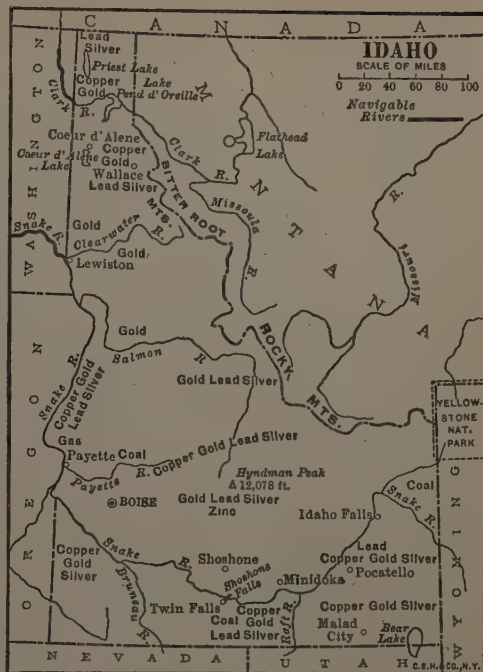 CANADA
IDAHO
SCALE OF MILES
0 20 40 60 80 100
Navigable
Rivers
WASHINGTON
Lead
Silver
Priest Lake
Copper
Gold
Lake
Pend d'Oreille
Clark
R.
Coeur d'Alene
Copper
Coeur d'Alene
Lake
Gold
Wallace
Lead Silver
BITTER ROOT
MTS.
Clark
R.
Flathead
Lake
Missoula
R.
MONTANA
Missouri
R.
Gold
Snake R.
Clearwater
R.
Gold
Lewiston
OREGON
Gold
Salmon
R
Gold Lead Silver
ROCKY
MTS.
YELLOW-
STONE
NAT.
PARK
Snake R.
Copper Gold
Lead Silver
Gas
Payette
Coal
Payette
R.
Copper Gold Lead Silver
BOISE
Hyndman Peak
12,078 ft.
Gold Lead Silver
Zinc
Coal
Snake R.
Idaho Falls
WYOMING
Copper
Gold
Silver
Snake
R.
Bruneau
R.
Shoshone
Shoshone
Falls
Twin Falls
Minidoka
Lead
Copper Gold Silver
Pocatello
Copper
Coal Gold
Lead Silver
Raft R.
Copper Gold Silver
Malad
City
Bear
Lake
NEVADA
UTAH
C.S.H.&CO., N.Y.